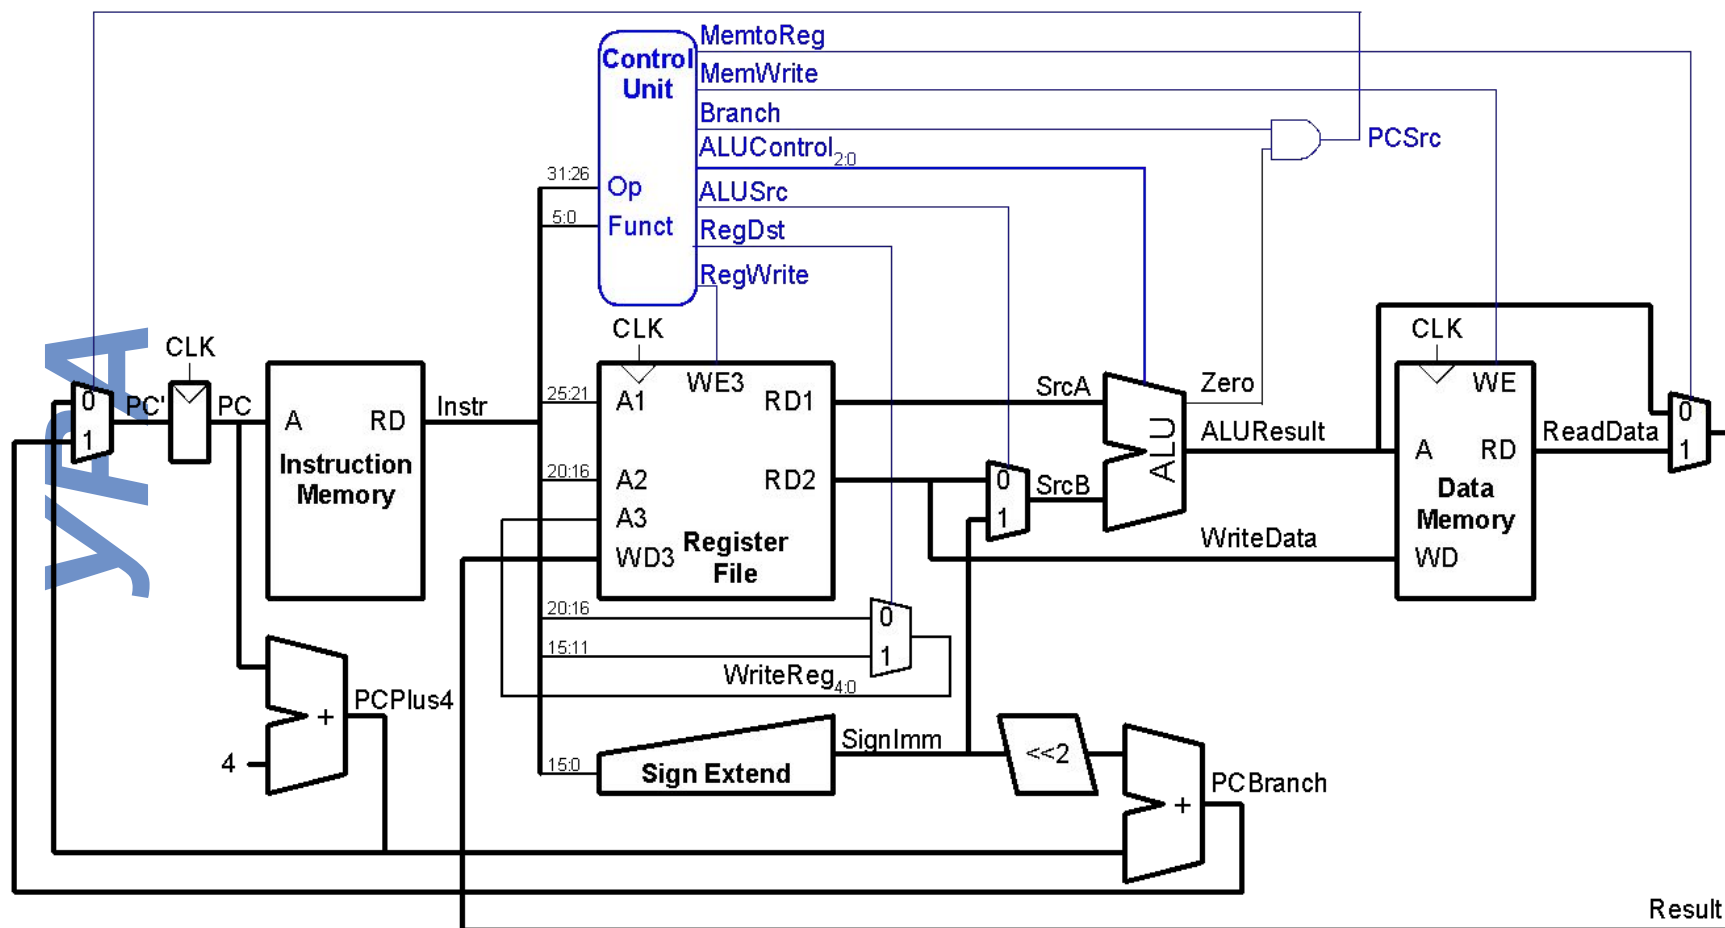 MemtoReg
Control
Unit
MemWrite
Branch
ALUControl2:0
PCSrc
31:26
Op
ALUSrc
5:0
Funct
RegDst
RegWrite
CLK
CLK
CLK
0
1
PC'
PC
A
RD
Instruction
Memory
Instr
25:21
A1
WE3
RD1
20:16
A2
RD2
A3
WD3
Register
File
SrcA
0
1
SrcB
ALU
Zero
ALUResult
WriteData
WE
A
RD
Data
Memory
WD
ReadData
0
1
20:16
0
15:11
1
WriteReg4:0
PCPlus4
+
4
15:0
Sign Extend
SignImm
<<2
+
PCBranch
Result